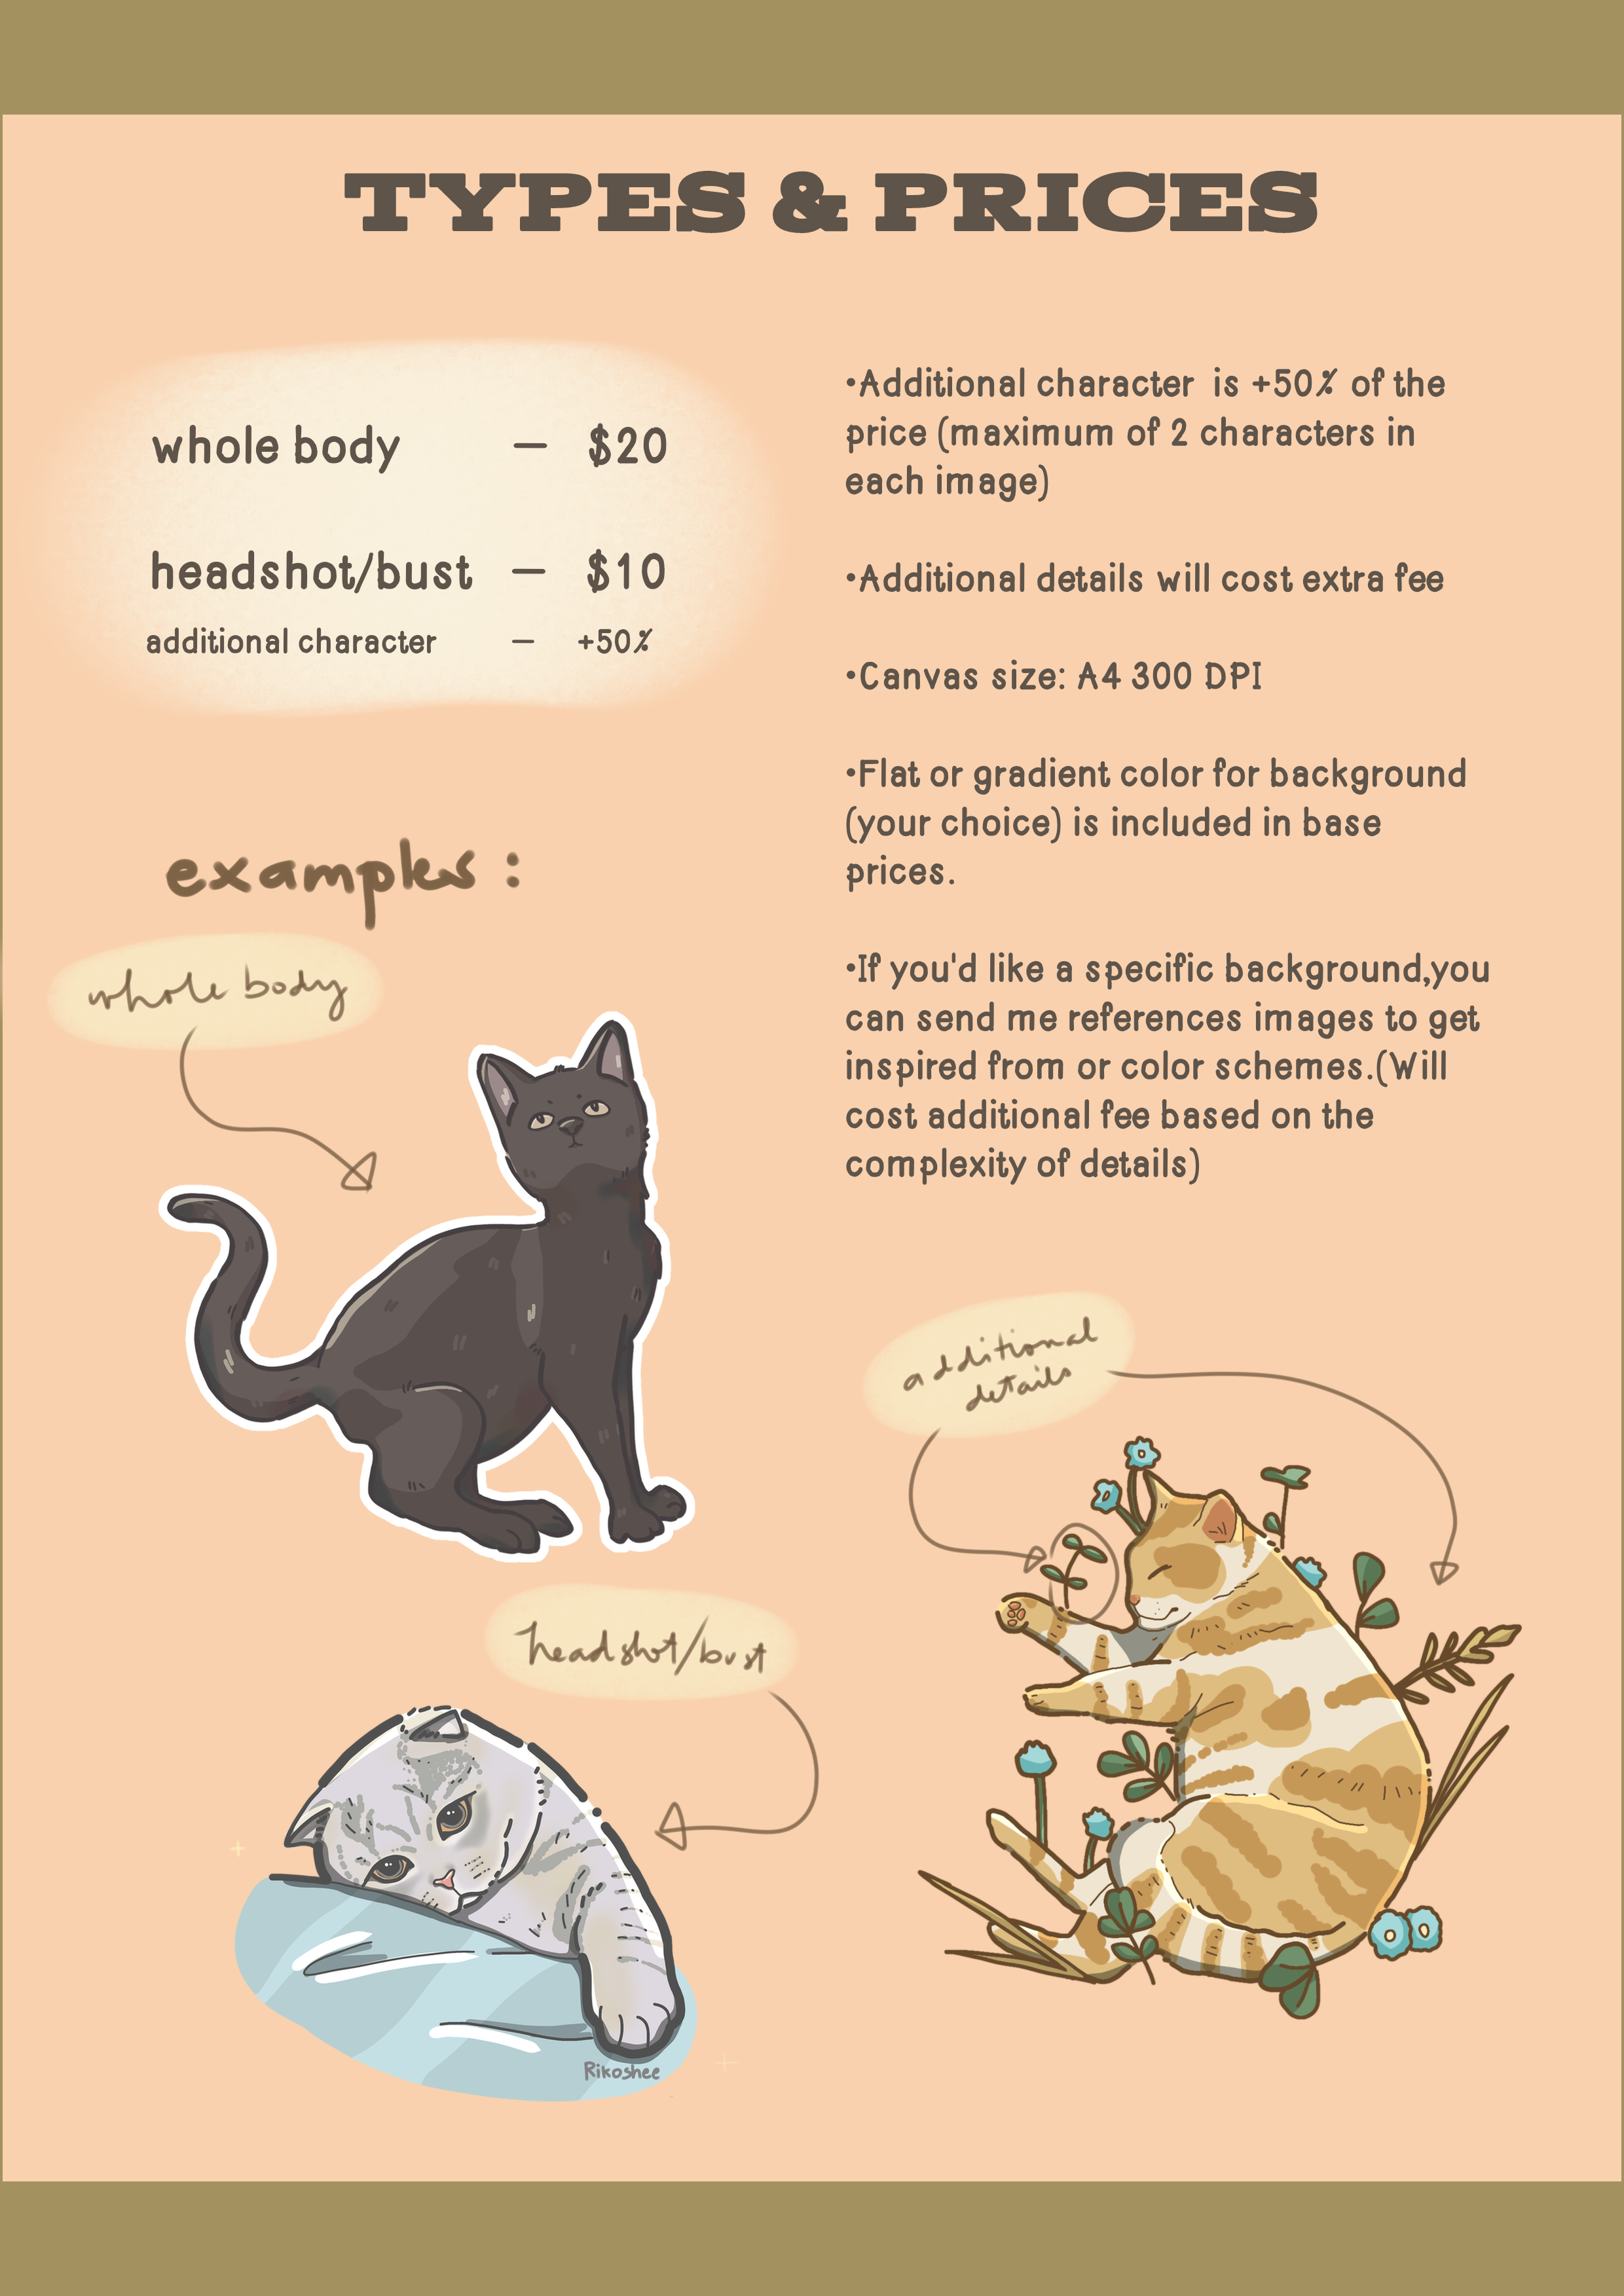 TYPES & PRICES
whole body — $20
headshot/bust — $10
additional character — +50%
•Additional character is +50% of the
price (maximum of 2 characters in
each image)
•Additional details will cost extra fee
•Canvas size: A4 300 DPI
•Flat or gradient color for background
(your choice) is included in base
prices.
•If you'd like a specific background,you
can send me references images to get
inspired from or color schemes.(Will
cost additional fee based on the
complexity of details)
examples :
whole body
additional
details
headshot/bust
Rikoshee